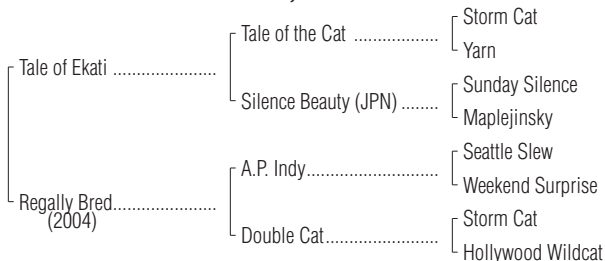 Storm Cat
Tale of the Cat ..................
Yarn
Tale of Ekati ......................
Sunday Silence
Silence Beauty (JPN) ........
Maplejinsky
Seattle Slew
A.P. Indy............................
Weekend Surprise
Regally Bred......................
(2004)
Storm Cat
Double Cat........................
Hollywood Wildcat